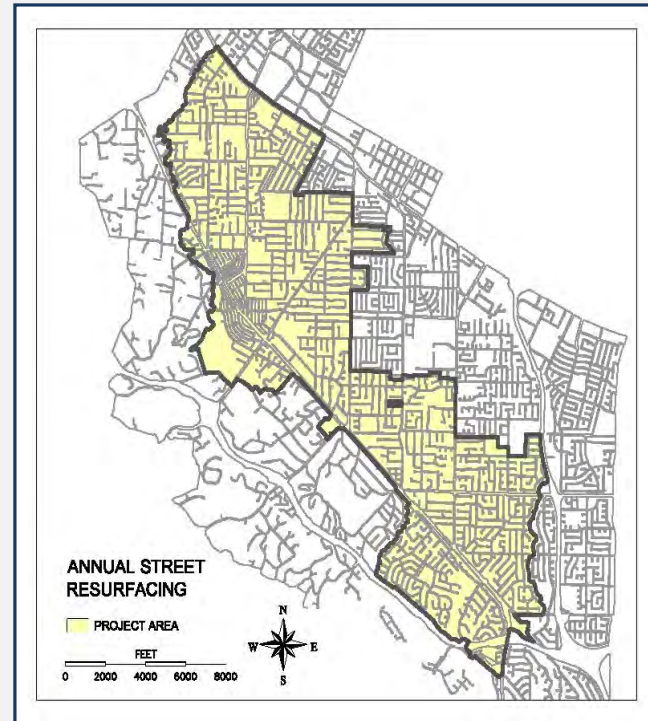 ANNUAL STREET
RESURFACING
PROJECT AREA
FEET
0 2000 4000 6000 8000
N
W E
S